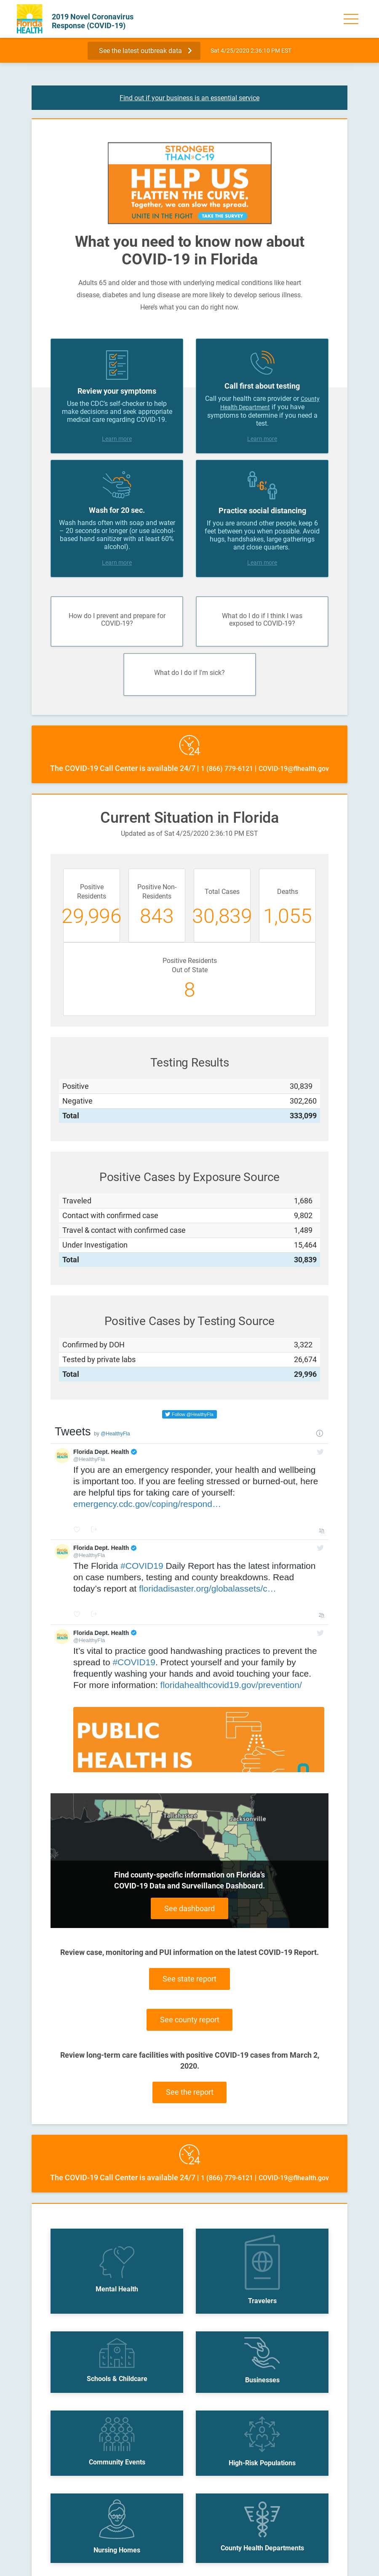 Florida
HEALTH
2019 Novel Coronavirus
Response (COVID-19)
See the latest outbreak data
Sat 4/25/2020 2:36:10 PM EST
Find out if your business is an essential service
STRONGER
THAN C-19
HELP US
FLATTEN THE CURVE.
Together, we can slow the spread.
UNITE IN THE FIGHT
TAKE THE SURVEY
What you need to know now about
COVID-19 in Florida
Adults 65 and older and those with underlying medical conditions like heart
disease, diabetes and lung disease are more likely to develop serious illness.
Here's what you can do right now.
Review your symptoms
Use the CDC's self-checker to help
make decisions and seek appropriate
medical care regarding COVID-19.
Learn more
Call first about testing
Call your health care provider or County
Health Department if you have
symptoms to determine if you need a
test.
Learn more
Wash for 20 sec.
Wash hands often with soap and water
– 20 seconds or longer (or use alcohol-
based hand sanitizer with at least 60%
alcohol).
Learn more
6'
Practice social distancing
If you are around other people, keep 6
feet between you when possible. Avoid
hugs, handshakes, large gatherings
and close quarters.
Learn more
How do I prevent and prepare for
COVID-19?
What do I do if I think I was
exposed to COVID-19?
What do I do if I'm sick?
24
The COVID-19 Call Center is available 24/7 | 1 (866) 779-6121 | COVID-19@flhealth.gov
Current Situation in Florida
Updated as of Sat 4/25/2020 2:36:10 PM EST
Positive
Residents
29,996
Positive Non-
Residents
843
Total Cases
30,839
Deaths
1,055
Positive Residents
Out of State
8
Testing Results
Positive 30,839
Negative 302,260
Total 333,099
Positive Cases by Exposure Source
Traveled 1,686
Contact with confirmed case 9,802
Travel & contact with confirmed case 1,489
Under Investigation 15,464
Total 30,839
Positive Cases by Testing Source
Confirmed by DOH 3,322
Tested by private labs 26,674
Total 29,996
Follow @HealthyFla
Tweets by @HealthyFla
Florida Dept. Health
@HealthyFla
If you are an emergency responder, your health and wellbeing
is important too. If you are feeling stressed or burned-out, here
are helpful tips for taking care of yourself:
emergency.cdc.gov/coping/respond…
Florida Dept. Health
@HealthyFla
The Florida #COVID19 Daily Report has the latest information
on case numbers, testing and county breakdowns. Read
today's report at floridadisaster.org/globalassets/c…
Florida Dept. Health
@HealthyFla
It's vital to practice good handwashing practices to prevent the
spread to #COVID19. Protect yourself and your family by
frequently washing your hands and avoid touching your face.
For more information: floridahealthcovid19.gov/prevention/
PUBLIC
HEALTH IS
Tallahassee
Jacksonville
Find county-specific information on Florida's
COVID-19 Data and Surveillance Dashboard.
See dashboard
Review case, monitoring and PUI information on the latest COVID-19 Report.
See state report
See county report
Review long-term care facilities with positive COVID-19 cases from March 2,
2020.
See the report
24
The COVID-19 Call Center is available 24/7 | 1 (866) 779-6121 | COVID-19@flhealth.gov
Mental Health
Travelers
Schools & Childcare
Businesses
Community Events
High-Risk Populations
Nursing Homes
County Health Departments